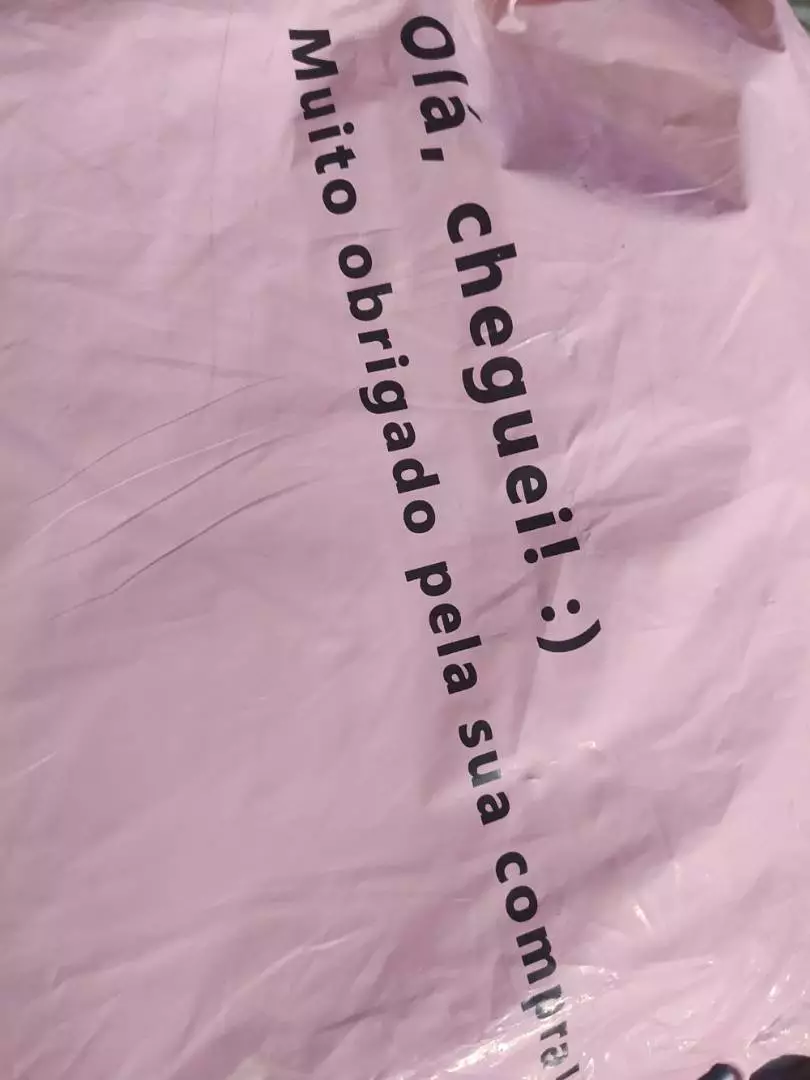 Olá, cheguei! :)
Muito obrigado pela sua compra!